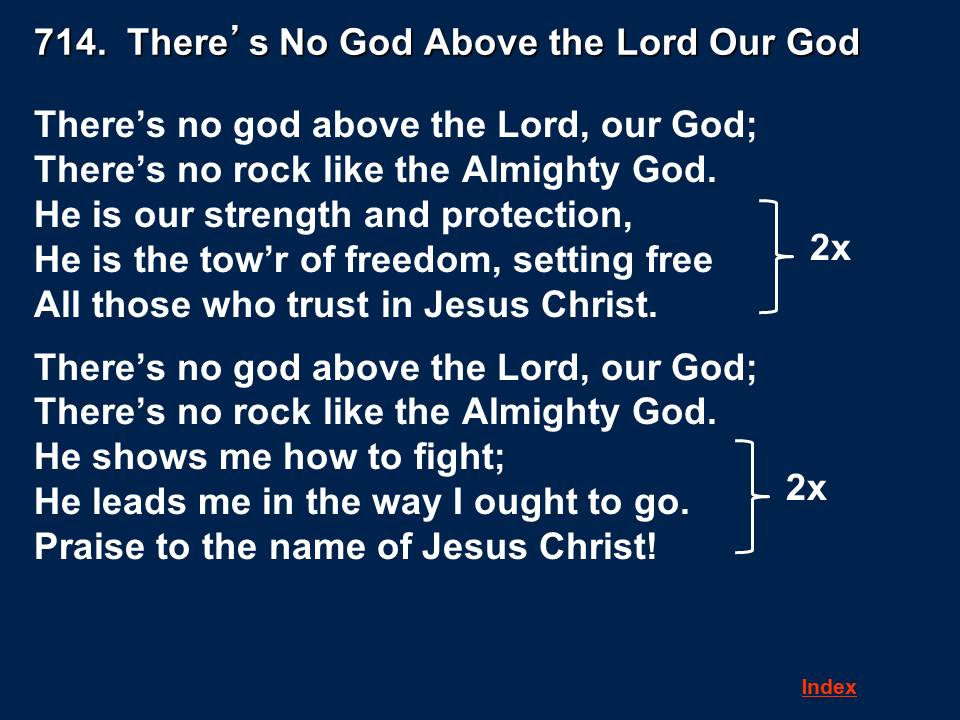 714. There’s No God Above the Lord Our God
There’s no god above the Lord, our God;
There’s no rock like the Almighty God.
He is our strength and protection,
He is the tow’r of freedom, setting free
All those who trust in Jesus Christ.
2x
There’s no god above the Lord, our God;
There’s no rock like the Almighty God.
He shows me how to fight;
He leads me in the way I ought to go.
Praise to the name of Jesus Christ!
2x
Index